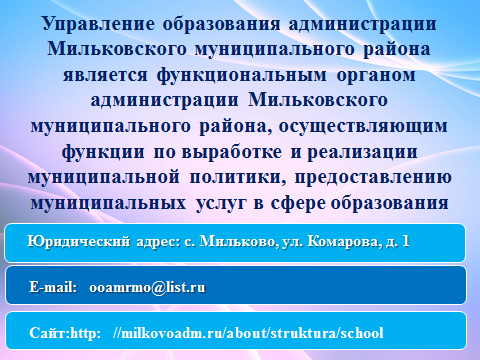 Управление образования администрации
Мильковского муниципального района
является функциональным органом
администрации Мильковского
муниципального района, осуществляющим
функции по выработке и реализации
муниципальной политики, предоставлению
муниципальных услуг в сфере образования
Юридический адрес: с. Мильково, ул. Комарова, д. 1
E-mail: ooamrmo@list.ru
Сайт:http: //milkovoadm.ru/about/struktura/school